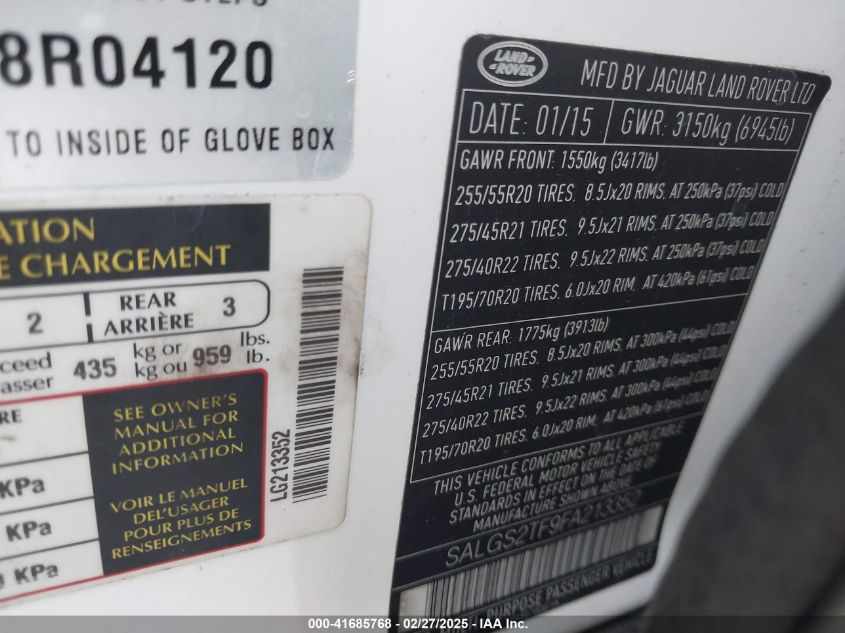 8R04120
TO INSIDE OF GLOVE BOX
ATION
E CHARGEMENT
2 REAR ARRIÈRE 3
xceed
asser 435 kg or kg ou 959 lbs. lb.
RE
KPa
KPa
KPa
SEE OWNER'S
MANUAL FOR
ADDITIONAL
INFORMATION
VOIR LE MANUEL
DEL'USAGER
POUR PLUS DE
RENSEIGNEMENTS
LG213352
LAND
ROVER
MFD BY JAGUAR LAND ROVER LTD
DATE: 01/15 GWR: 3150kg (6945lb)
GAWR FRONT: 1550kg (3417lb)
255/55R20 TIRES. 8.5Jx20 RIMS. AT 250kPa (37psi) COLD
275/45R21 TIRES. 9.5Jx21 RIMS. AT 250kPa (37psi) COLD
275/40R22 TIRES. 9.5Jx22 RIMS. AT 250kPa (37psi) COLD
T195/70R20 TIRES. 6.0Jx20 RIM. AT 420kPa (61psi) COLD
GAWR REAR: 1775kg (3913lb)
255/55R20 TIRES. 8.5Jx20 RIMS. AT 300kPa (44psi) COLD
275/45R21 TIRES. 9.5Jx21 RIMS. AT 300kPa (44psi) COLD
275/40R22 TIRES. 9.5Jx22 RIMS. AT 300kPa (44psi) COLD
T195/70R20 TIRES. 6.0Jx20 RIM. AT 420kPa (61psi) COLD
THIS VEHICLE CONFORMS TO ALL APPLICABLE
U.S. FEDERAL MOTOR VEHICLE SAFETY
STANDARDS IN EFFECT ON THE DATE OF
MANUFACTURE SHOWN ABOVE.
SALGS2TF9FA213352
PURPOSE PASSENGER VEHICLE
000-41685768 - 02/27/2025 - IAA Inc.